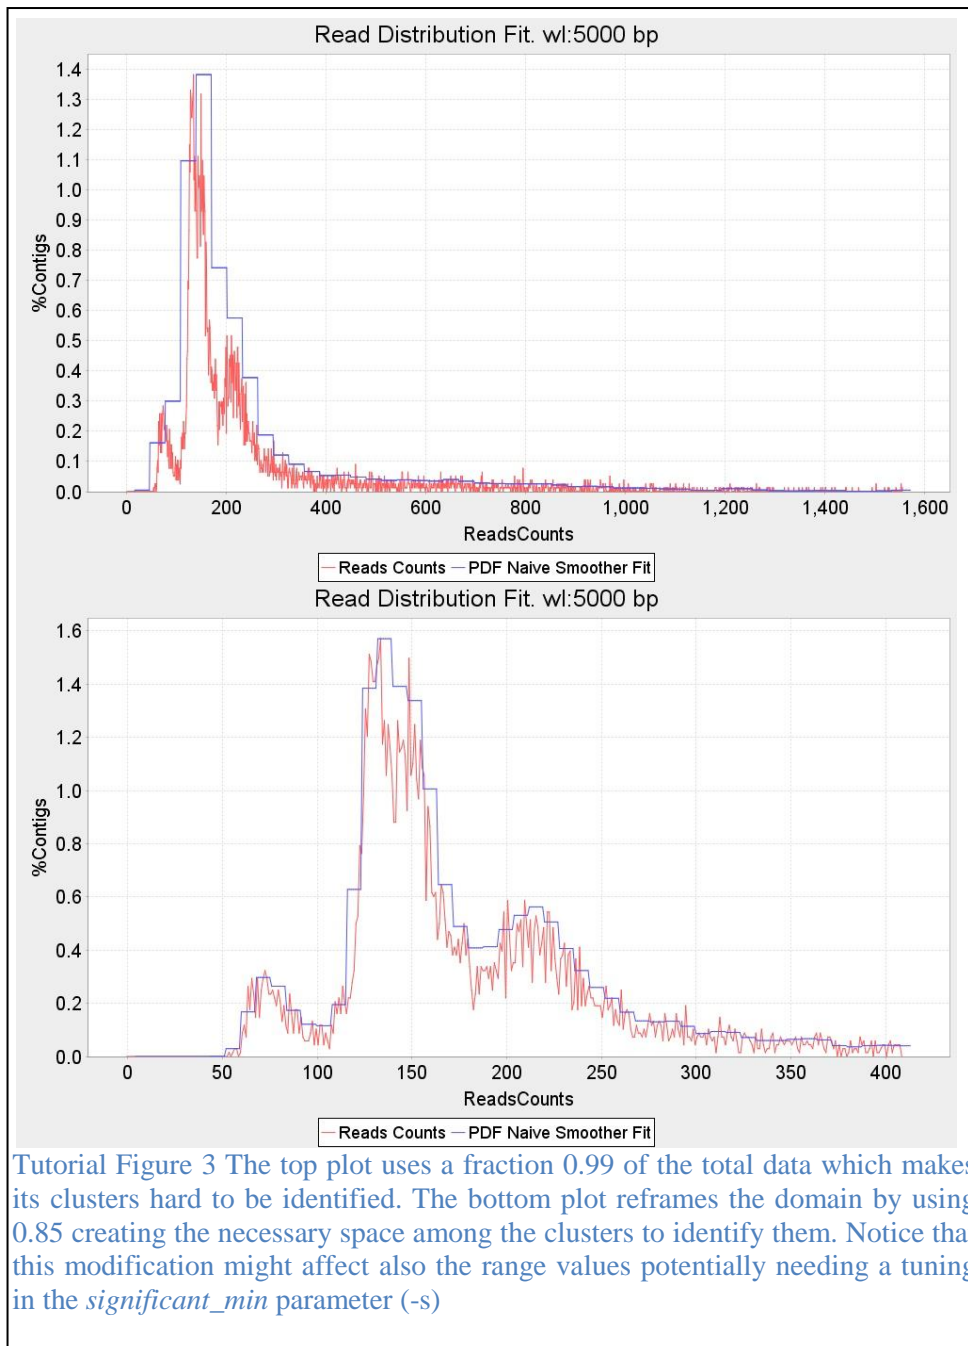 Read Distribution Fit. wl:5000 bp
1.4
1.3
1.2
1.1
1.0
0.9
0.8
0.7
0.6
0.5
0.4
0.3
0.2
0.1
0.0
%Contigs
0 200 400 600 800 1,000 1,200 1,400 1,600
ReadsCounts
Reads Counts PDF Naive Smoother Fit
Read Distribution Fit. wl:5000 bp
1.6
1.4
1.2
1.0
0.8
0.6
0.4
0.2
0.0
%Contigs
0 50 100 150 200 250 300 350 400
ReadsCounts
Reads Counts PDF Naive Smoother Fit
Tutorial Figure 3 The top plot uses a fraction 0.99 of the total data which makes
its clusters hard to be identified. The bottom plot reframes the domain by using
0.85 creating the necessary space among the clusters to identify them. Notice tha
this modification might affect also the range values potentially needing a tuning
in the significant_min parameter (-s)